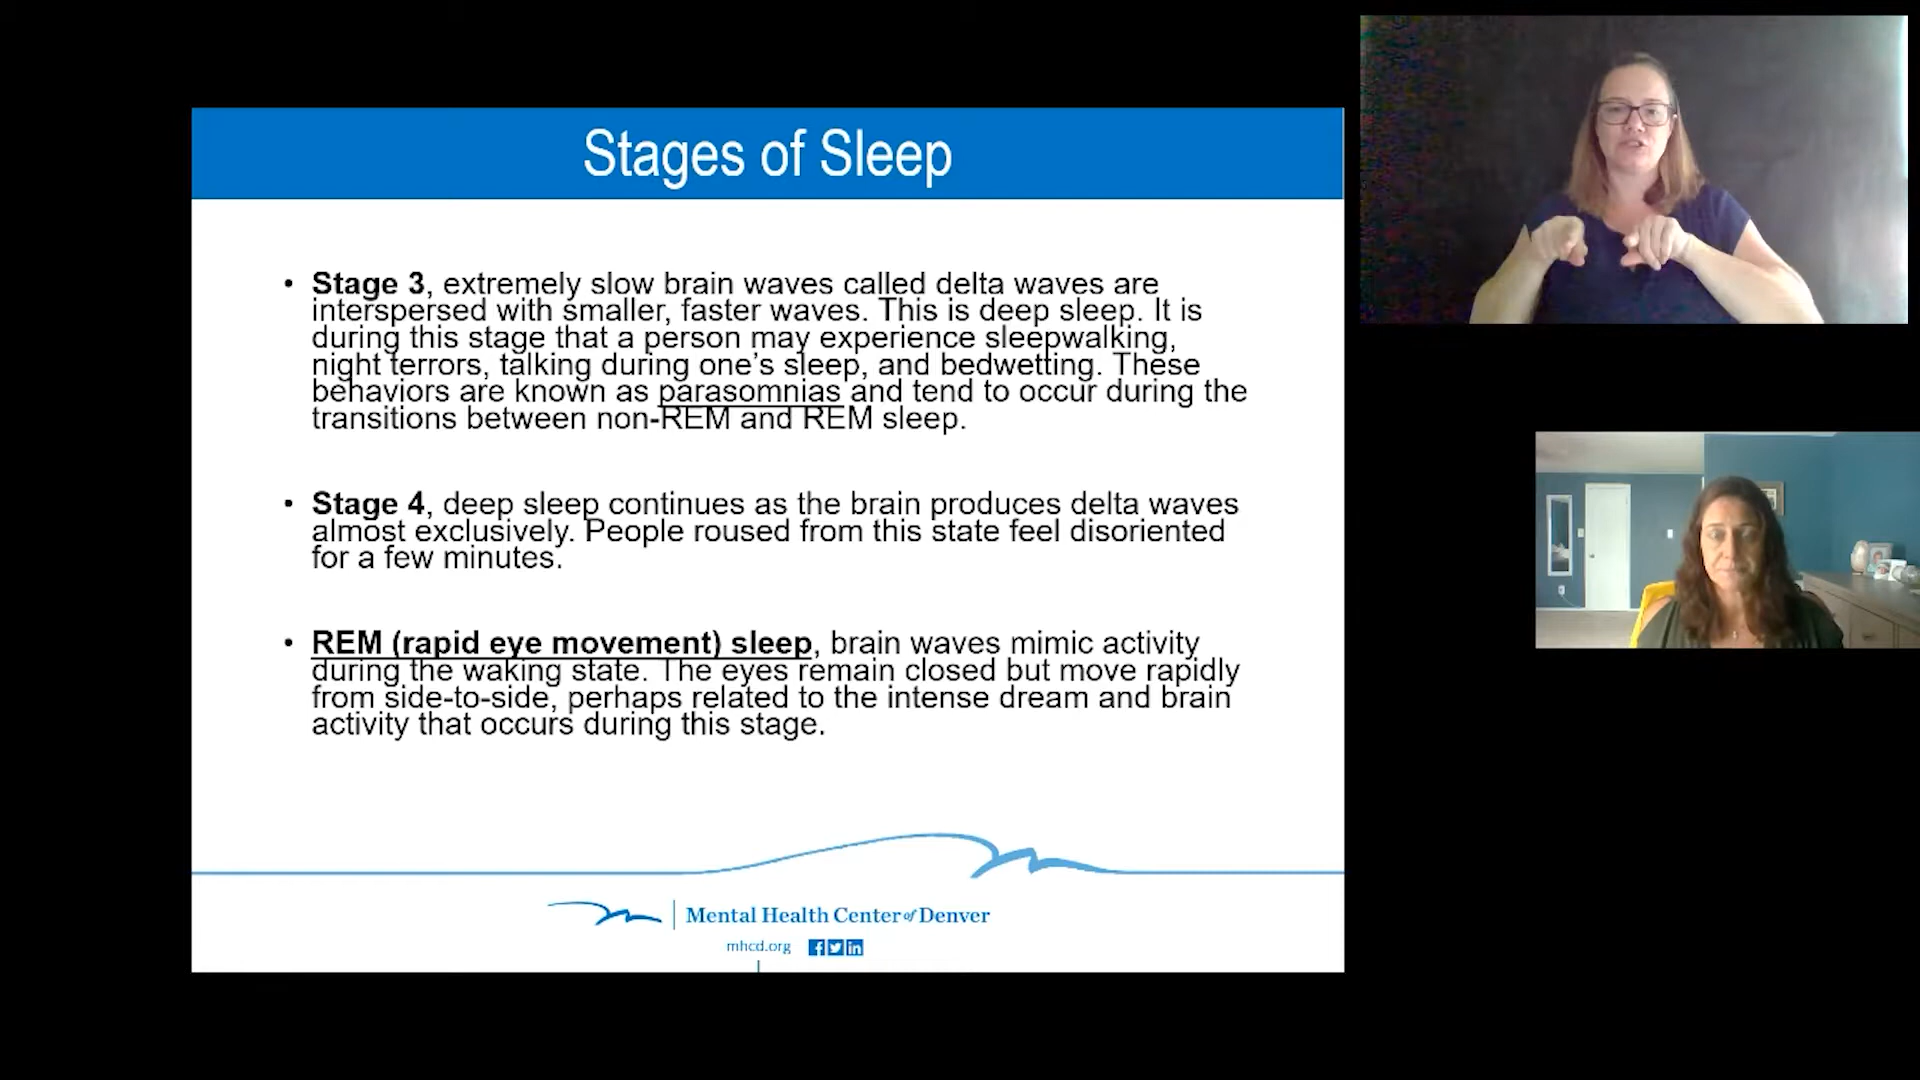 Stages of Sleep
• Stage 3, extremely slow brain waves called delta waves are
interspersed with smaller, faster waves. This is deep sleep. It is
during this stage that a person may experience sleepwalking,
night terrors, talking during one’s sleep, and bedwetting. These
behaviors are known as parasomnias and tend to occur during the
transitions between non-REM and REM sleep.
• Stage 4, deep sleep continues as the brain produces delta waves
almost exclusively. People roused from this state feel disoriented
for a few minutes.
• REM (rapid eye movement) sleep, brain waves mimic activity
during the waking state. The eyes remain closed but move rapidly
from side-to-side, perhaps related to the intense dream and brain
activity that occurs during this stage.
Mental Health Center of Denver
mhcd.org